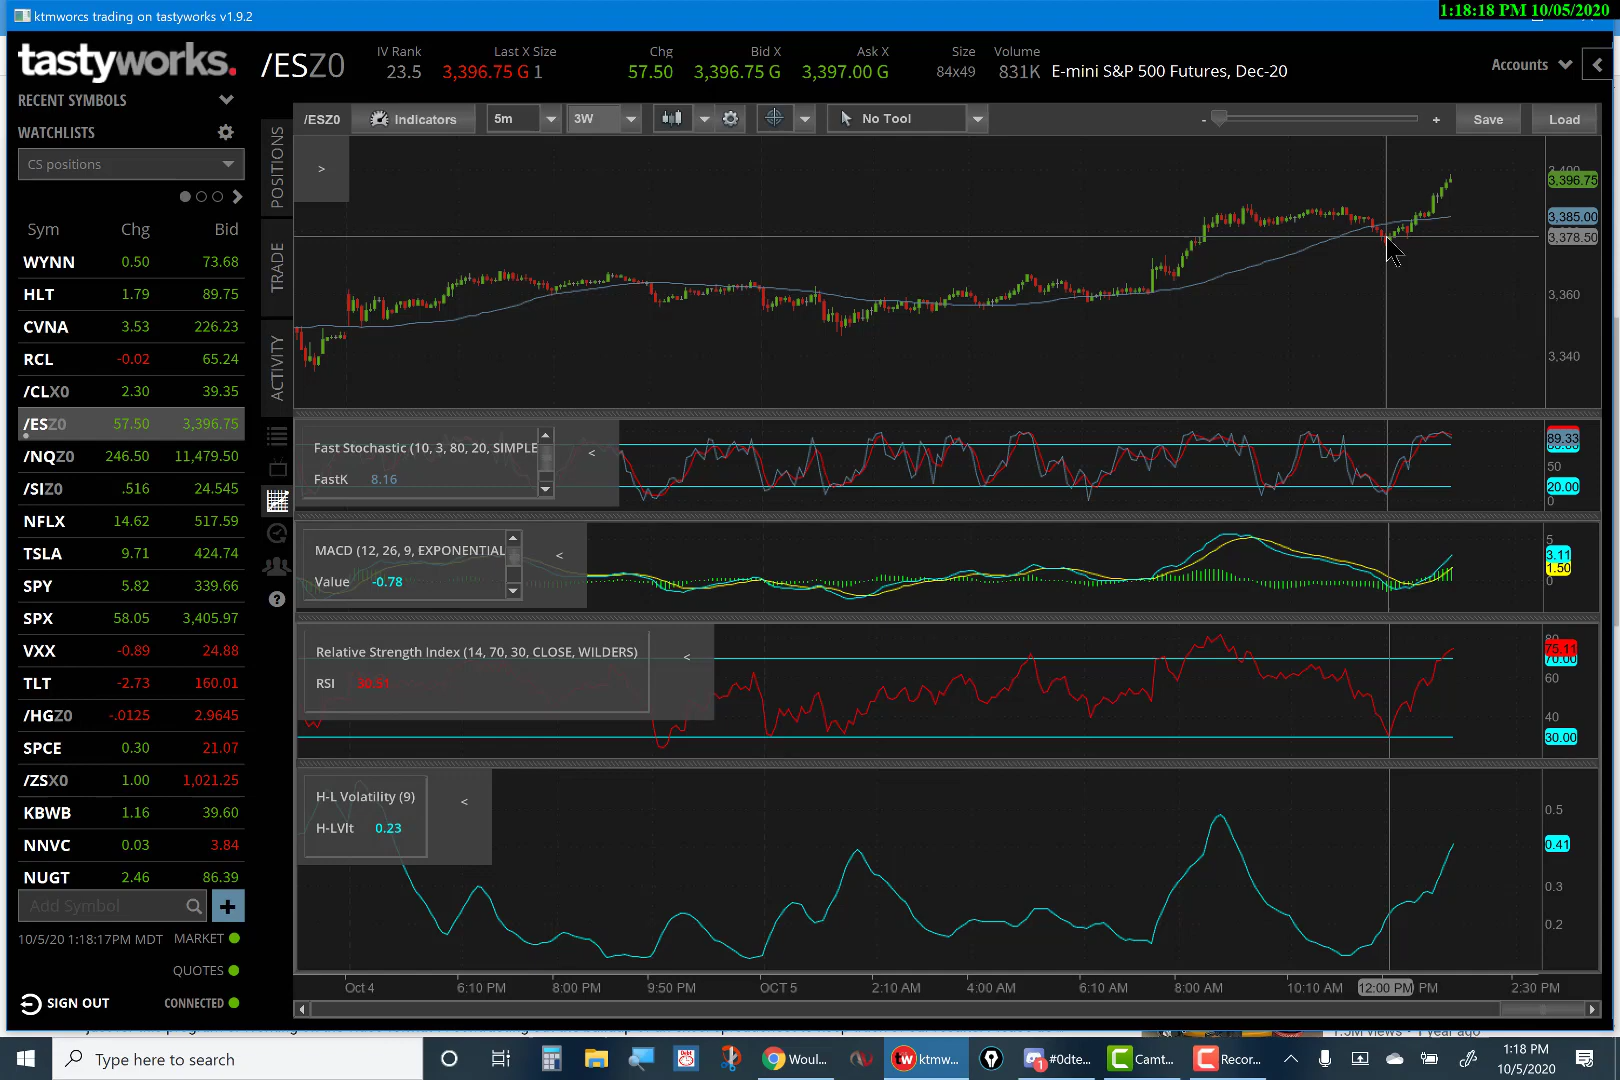 ktmworcs trading on tastyworks v1.9.2
1:18:18 PM 10/05/2020
tastyworks.
/ESZ0
IV Rank
23.5
Last X Size
3,396.75 G 1
Chg
57.50
Bid X
3,396.75 G
Ask X
3,397.00 G
Size
84x49
Volume
831K
E-mini S&P 500 Futures, Dec-20
Accounts
RECENT SYMBOLS
WATCHLISTS
CS positions
Sym Chg Bid
WYNN 0.50 73.68
HLT 1.79 89.75
CVNA 3.53 226.23
RCL -0.02 65.24
/CLX0 2.30 39.35
/ESZ0 57.50 3,396.75
/NQZ0 246.50 11,479.50
/SIZ0 .516 24.545
NFLX 14.62 517.59
TSLA 9.71 424.74
SPY 5.82 339.66
SPX 58.05 3,405.97
VXX -0.89 24.88
TLT -2.73 160.01
/HGZ0 -.0125 2.9645
SPCE 0.30 21.07
/ZSX0 1.00 1,021.25
KBWB 1.16 39.60
NNVC 0.03 3.84
NUGT 2.46 86.39
Add Symbol
10/5/20 1:18:17PM MDT MARKET
QUOTES
SIGN OUT CONNECTED
POSITIONS
TRADE
ACTIVITY
/ESZ0 Indicators 5m 3W No Tool - + Save Load
>
3,396.75
3,385.00
3,378.50
3,360
3,340
Fast Stochastic (10, 3, 80, 20, SIMPLE
FastK 8.16
<
89.33
50
20.00
0
MACD (12, 26, 9, EXPONENTIAL
Value -0.78
<
5
3.11
1.50
0
Relative Strength Index (14, 70, 30, CLOSE, WILDERS)
RSI 30.51
<
80
75.11
70.00
60
40
30.00
H-L Volatility (9)
H-LVlt 0.23
<
0.5
0.41
0.3
0.2
Oct 4 6:10 PM 8:00 PM 9:50 PM OCT 5 2:10 AM 4:00 AM 6:10 AM 8:00 AM 10:10 AM 12:00 PM PM 2:30 PM
1.5M views · 1 year ago
Type here to search
Debt
Woul...
ktmw...
1
#0dte...
Camt...
Recor...
1:18 PM
10/5/2020